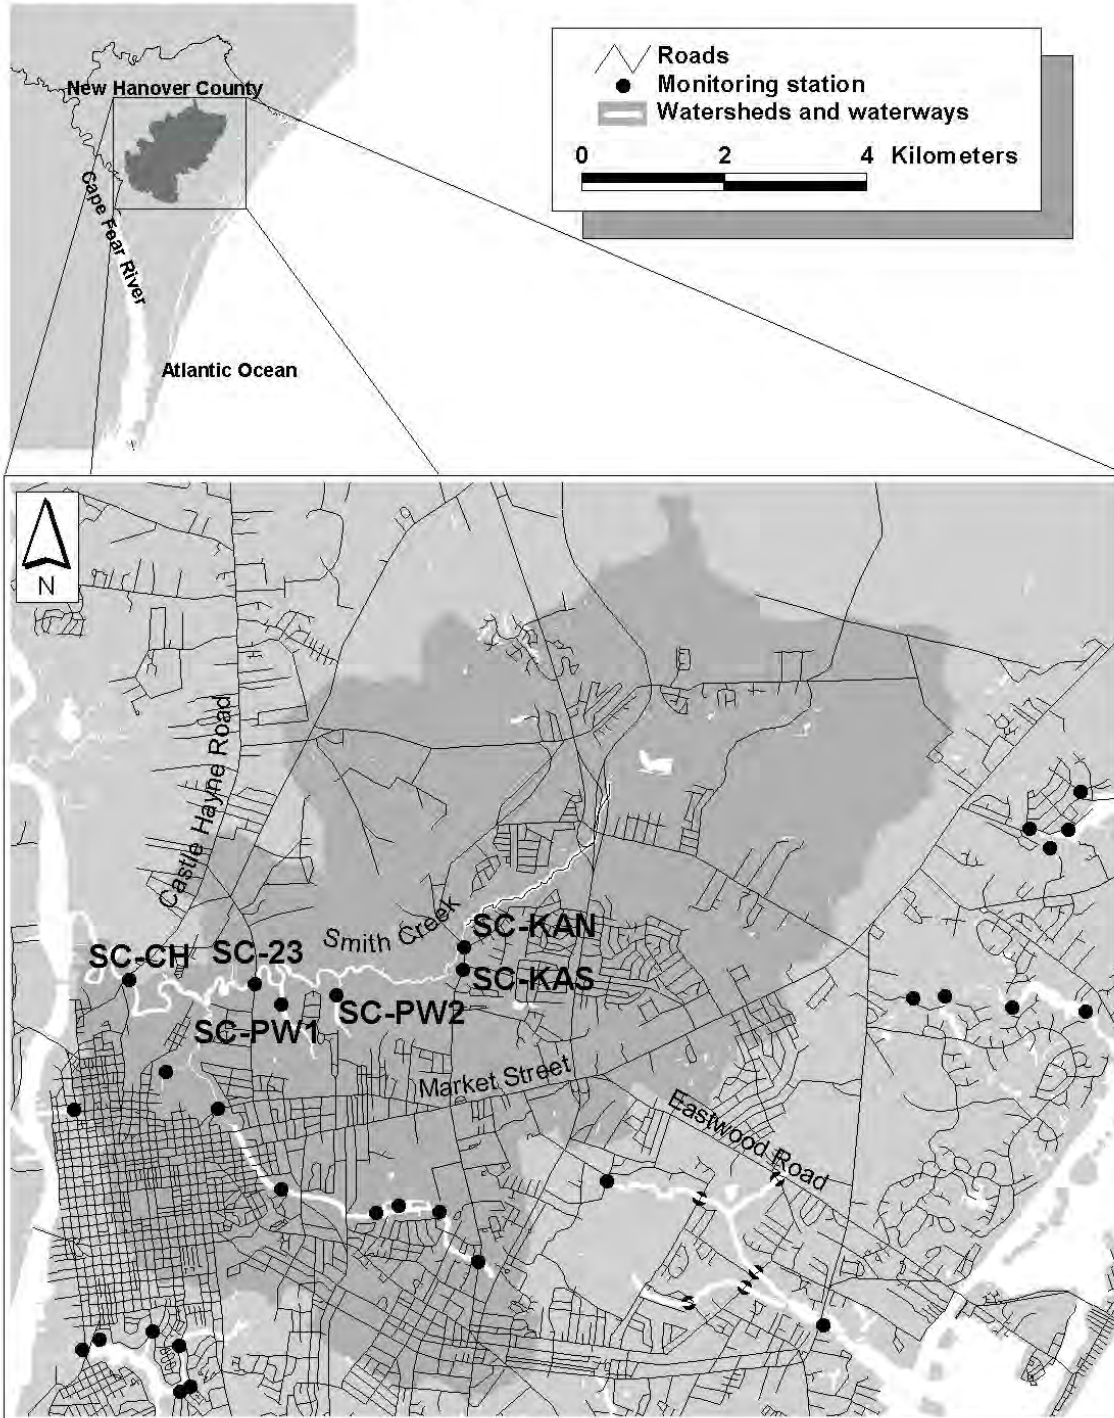 New Hanover County
Cape Fear River
Atlantic Ocean
Roads
Monitoring station
Watersheds and waterways
0 2 4 Kilometers
N
Castle Hayne Road
Smith Creek
SC-KAN
SC-CH
SC-23
SC-KAS
SC-PW2
SC-PW1
Market Street
Eastwood Road